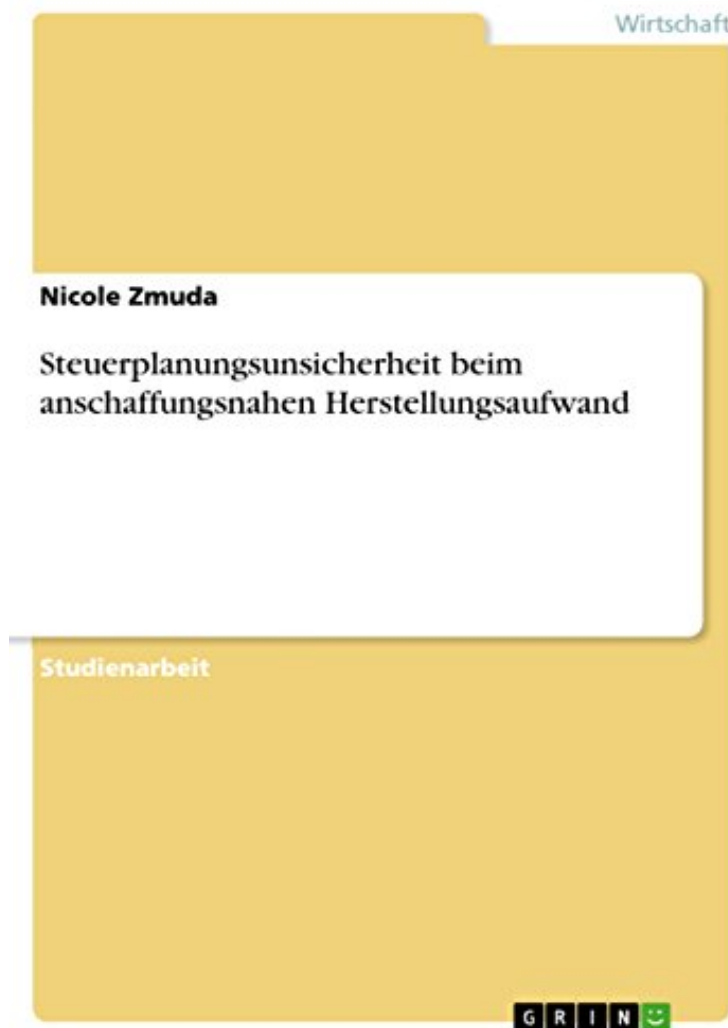 Wirtschaft
Nicole Zmuda
Steuerplanungsunsicherheit beim
anschaffungsnahen Herstellungsaufwand
Studienarbeit
GRIN